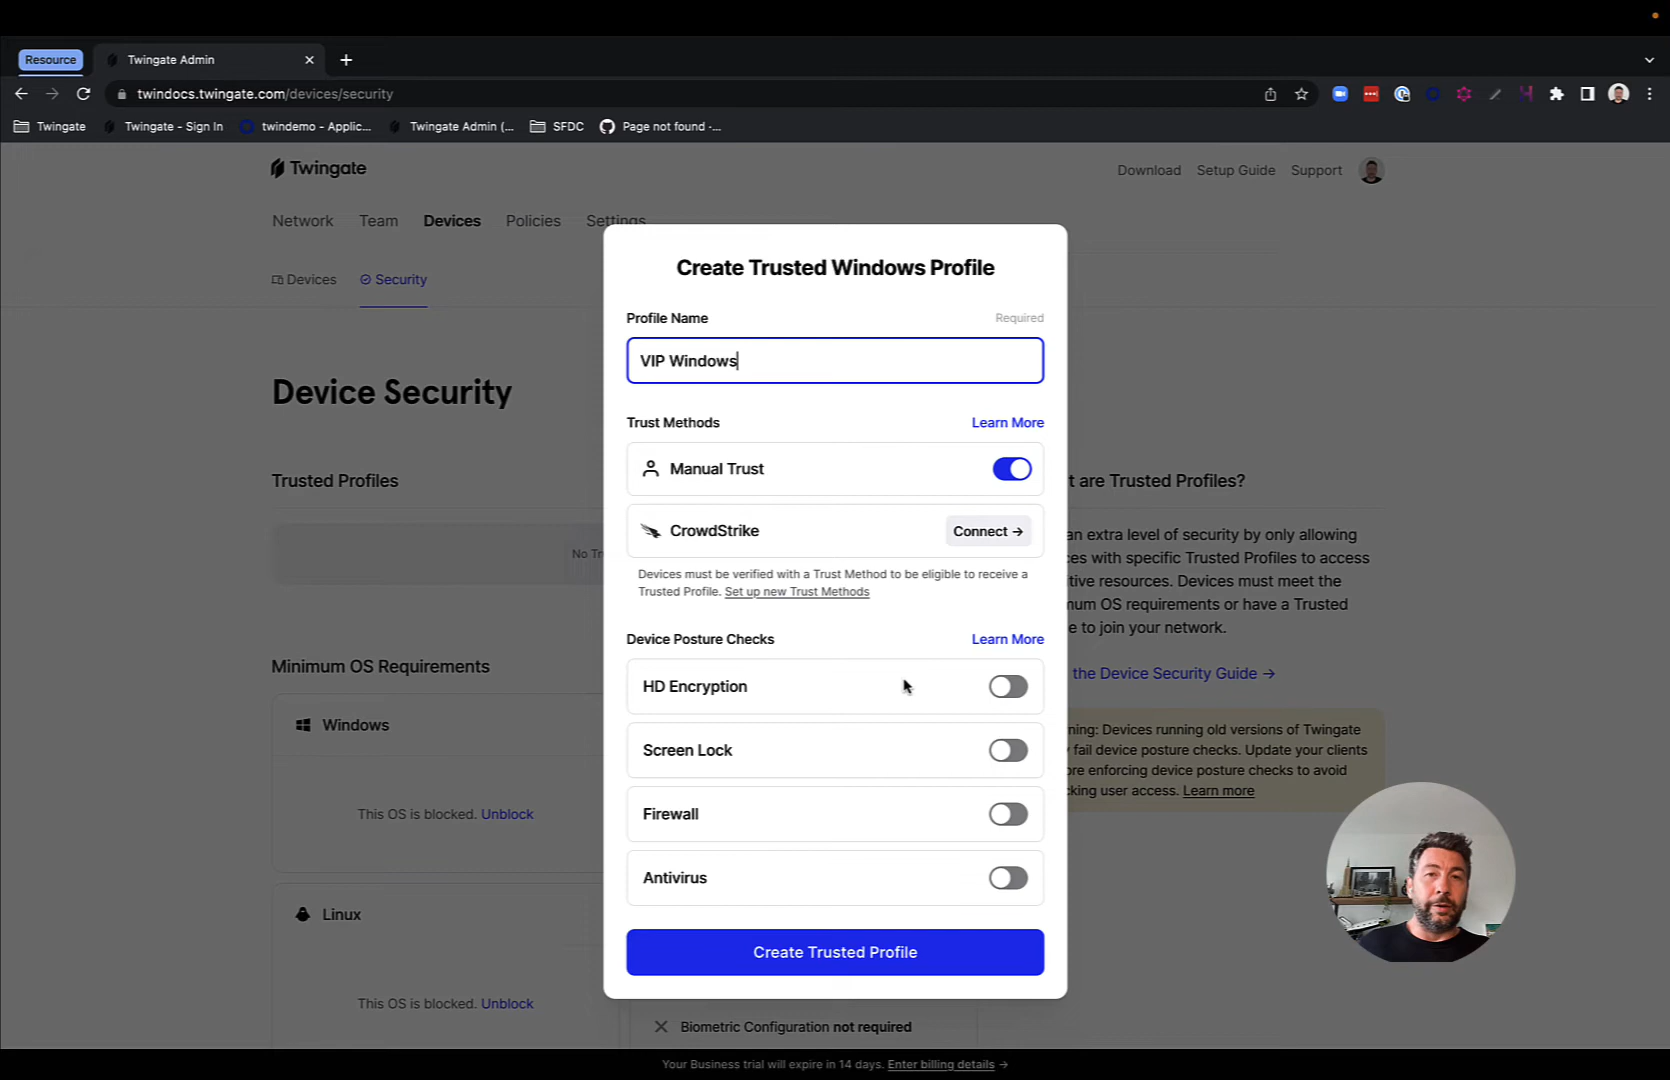 Resource
Twingate Admin
twindocs.twingate.com/devices/security
Twingate
Twingate - Sign In
twindemo - Applic...
Twingate Admin (...
SFDC
Page not found ·...
Twingate
Download
Setup Guide
Support
Network
Team
Devices
Policies
Settings
Devices
Security
Device Security
Trusted Profiles
No Tr
Minimum OS Requirements
Windows
This OS is blocked. Unblock
Linux
This OS is blocked. Unblock
Create Trusted Windows Profile
Profile Name
Required
VIP Windows
Trust Methods
Learn More
Manual Trust
CrowdStrike
Connect →
Devices must be verified with a Trust Method to be eligible to receive a
Trusted Profile. Set up new Trust Methods
Device Posture Checks
Learn More
HD Encryption
Screen Lock
Firewall
Antivirus
Create Trusted Profile
Biometric Configuration not required
t are Trusted Profiles?
an extra level of security by only allowing
ces with specific Trusted Profiles to access
itive resources. Devices must meet the
mum OS requirements or have a Trusted
e to join your network.
the Device Security Guide →
ning: Devices running old versions of Twingate
y fail device posture checks. Update your clients
ore enforcing device posture checks to avoid
cking user access. Learn more
Your Business trial will expire in 14 days. Enter billing details →